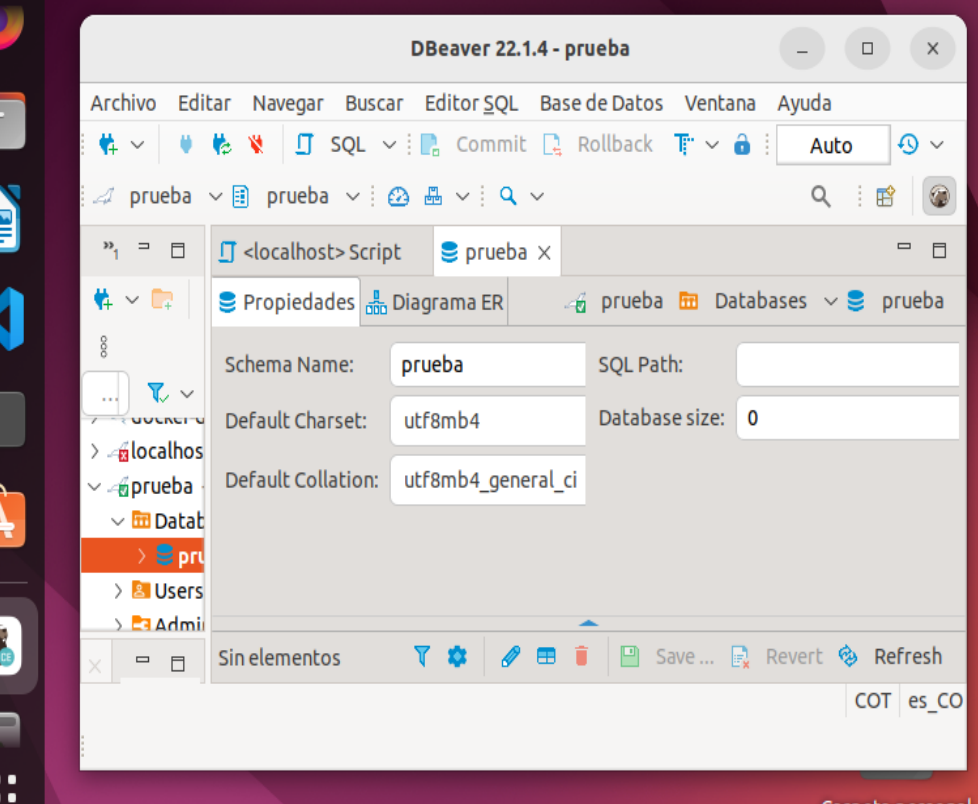 DBeaver 22.1.4 - prueba
Archivo Editar Navegar Buscar Editor SQL Base de Datos Ventana Ayuda
SQL Commit Rollback Auto
prueba prueba
<localhost> Script prueba
Propiedades Diagrama ER prueba Databases prueba
Schema Name: prueba SQL Path:
...
Default Charset: utf8mb4 Database size: 0
localhos
prueba
Default Collation: utf8mb4_general_ci
Datab
pru
Users
Admi
Sin elementos Save ... Revert Refresh
COT es_CO